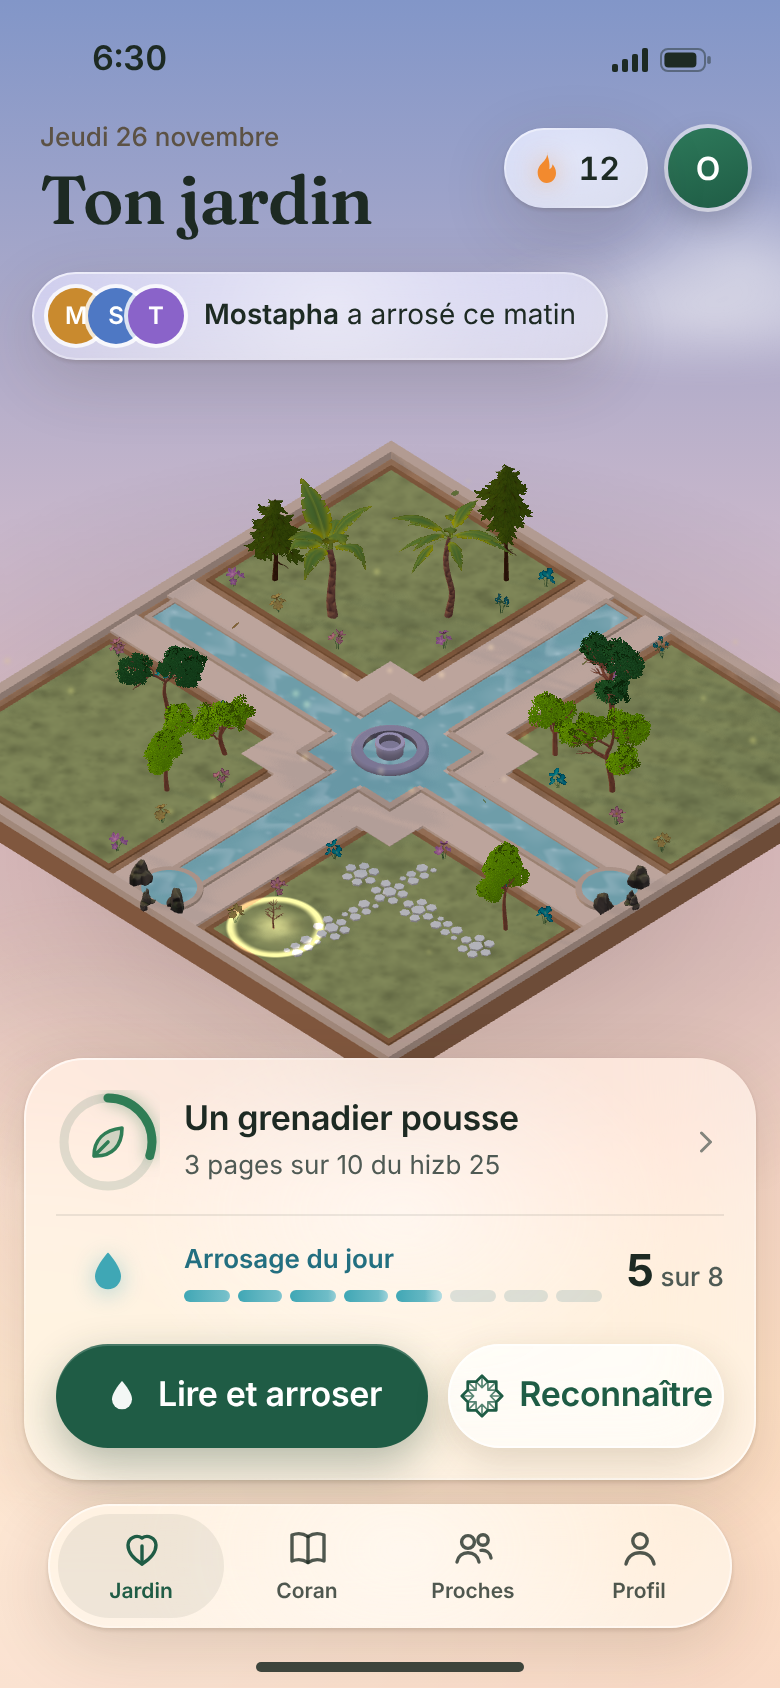 6:30
Jeudi 26 novembre
Ton jardin
12
O
M S T
Mostapha a arrosé ce matin
Un grenadier pousse
3 pages sur 10 du hizb 25
Arrosage du jour
5 sur 8
Lire et arroser
Reconnaître
Jardin
Coran
Proches
Profil